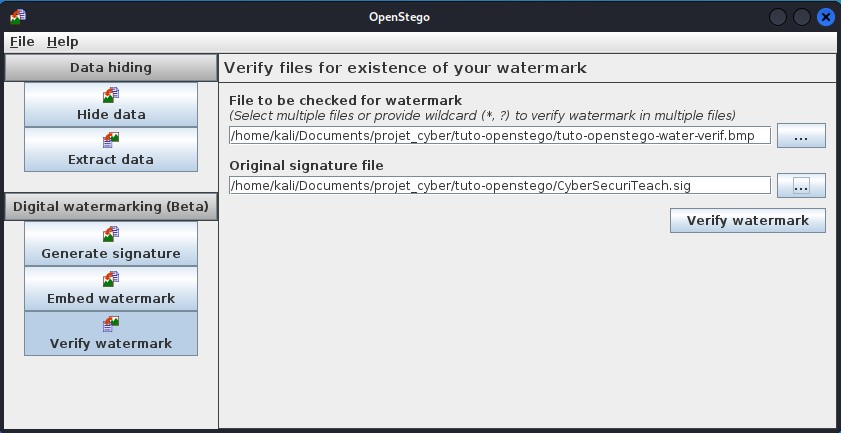 OpenStego
File Help
Data hiding
Hide data
Extract data
Digital watermarking (Beta)
Generate signature
Embed watermark
Verify watermark
Verify files for existence of your watermark
File to be checked for watermark
(Select multiple files or provide wildcard (*, ?) to verify watermark in multiple files)
/home/kali/Documents/projet_cyber/tuto-openstego/tuto-openstego-water-verif.bmp ...
Original signature file
/home/kali/Documents/projet_cyber/tuto-openstego/CyberSecuriTeach.sig ...
Verify watermark